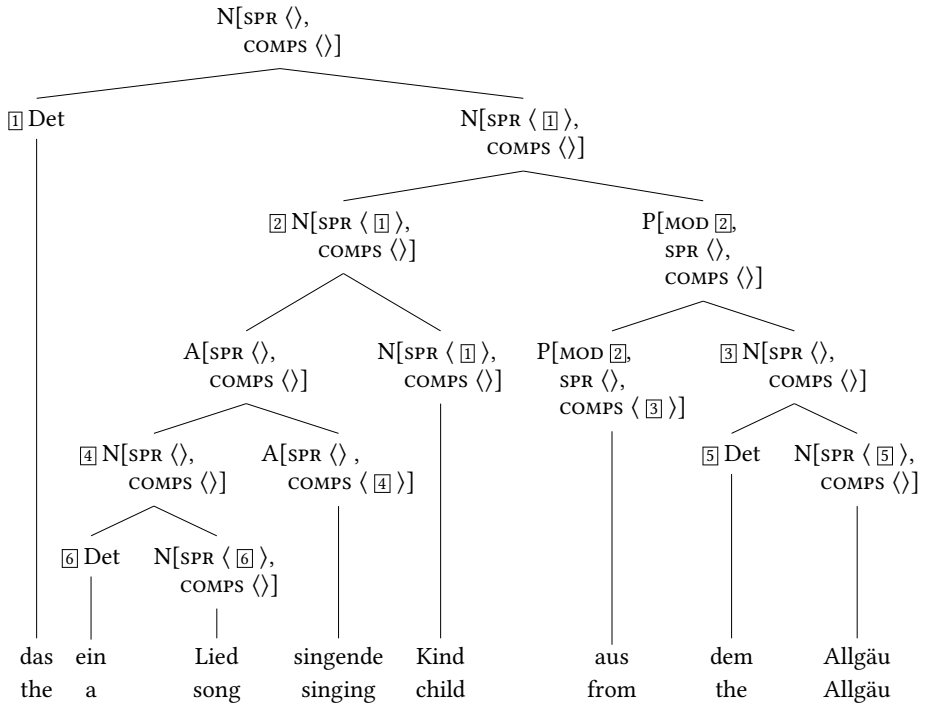 N[SPR ⟨⟩,
COMPS ⟨⟩]
1 Det
N[SPR ⟨ 1 ⟩,
COMPS ⟨⟩]
2 N[SPR ⟨ 1 ⟩,
COMPS ⟨⟩]
P[MOD 2,
SPR ⟨⟩,
COMPS ⟨⟩]
A[SPR ⟨⟩,
COMPS ⟨⟩]
N[SPR ⟨ 1 ⟩,
COMPS ⟨⟩]
P[MOD 2,
SPR ⟨⟩,
COMPS ⟨ 3 ⟩]
3 N[SPR ⟨⟩,
COMPS ⟨⟩]
4 N[SPR ⟨⟩,
COMPS ⟨⟩]
A[SPR ⟨⟩ ,
COMPS ⟨ 4 ⟩]
5 Det
N[SPR ⟨ 5 ⟩,
COMPS ⟨⟩]
6 Det
N[SPR ⟨ 6 ⟩,
COMPS ⟨⟩]
das ein Lied singende Kind aus dem Allgäu
the a song singing child from the Allgäu